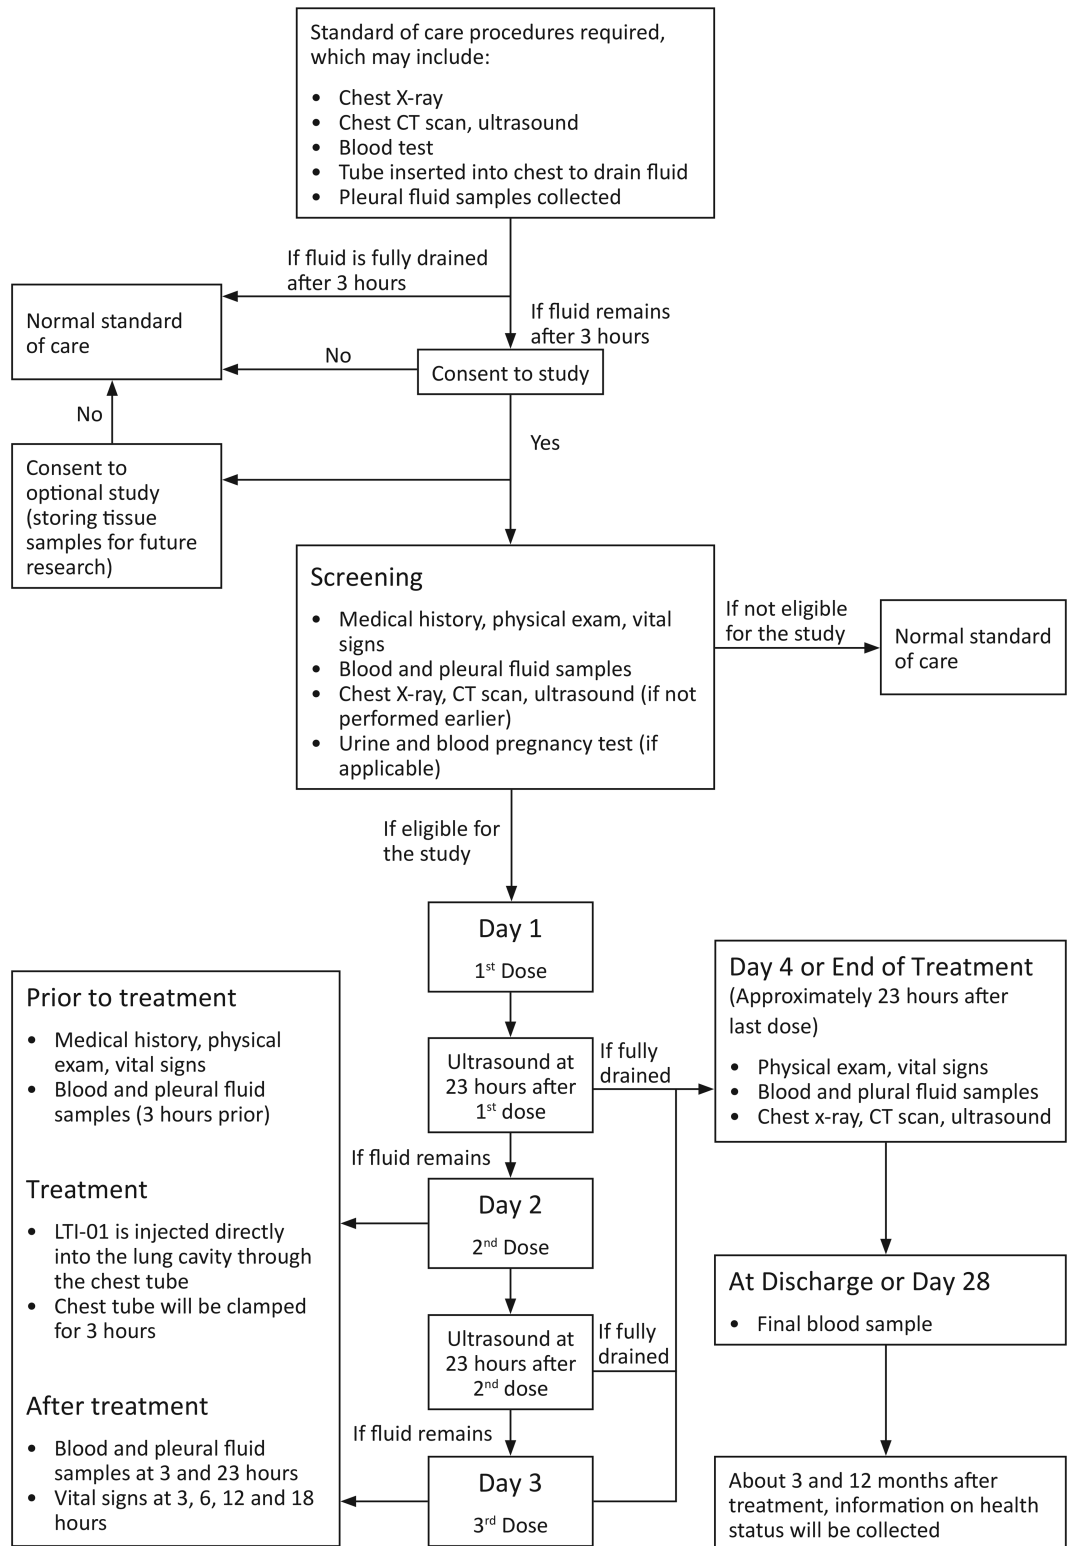 Standard of care procedures required,
which may include:
• Chest X-ray
• Chest CT scan, ultrasound
• Blood test
• Tube inserted into chest to drain fluid
• Pleural fluid samples collected
If fluid is fully drained
after 3 hours
If fluid remains
after 3 hours
Normal standard
of care
No
Consent to study
No
Yes
Consent to
optional study
(storing tissue
samples for future
research)
Screening
• Medical history, physical exam, vital
signs
• Blood and pleural fluid samples
• Chest X-ray, CT scan, ultrasound (if not
performed earlier)
• Urine and blood pregnancy test (if
applicable)
If not eligible
for the study
Normal standard
of care
If eligible for
the study
Day 1
1st Dose
Ultrasound at
23 hours after
1st dose
If fully
drained
If fluid remains
Day 2
2nd Dose
Ultrasound at
23 hours after
2nd dose
If fully
drained
If fluid remains
Day 3
3rd Dose
Prior to treatment
• Medical history, physical
exam, vital signs
• Blood and pleural fluid
samples (3 hours prior)
Treatment
• LTI-01 is injected directly
into the lung cavity through
the chest tube
• Chest tube will be clamped
for 3 hours
After treatment
• Blood and pleural fluid
samples at 3 and 23 hours
• Vital signs at 3, 6, 12 and 18
hours
Day 4 or End of Treatment
(Approximately 23 hours after
last dose)
• Physical exam, vital signs
• Blood and plural fluid samples
• Chest x-ray, CT scan, ultrasound
At Discharge or Day 28
• Final blood sample
About 3 and 12 months after
treatment, information on health
status will be collected